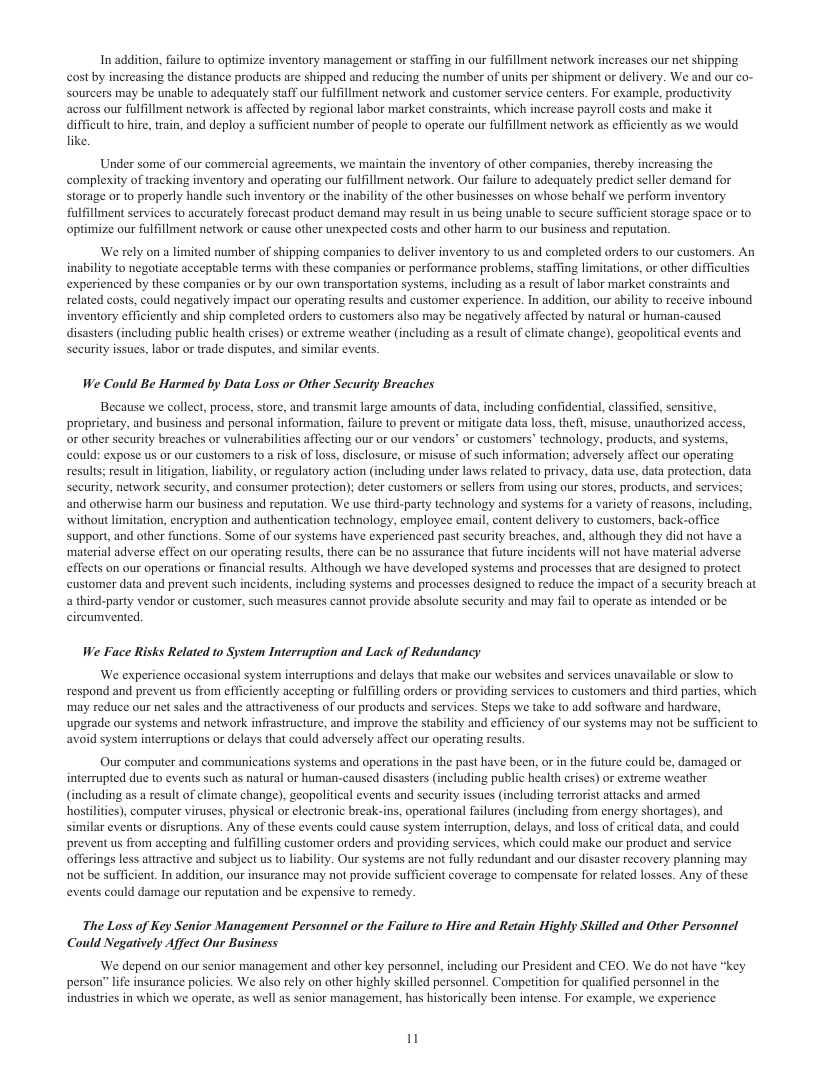 In addition, failure to optimize inventory management or staffing in our fulfillment network increases our net shipping
cost by increasing the distance products are shipped and reducing the number of units per shipment or delivery. We and our co-
sourcers may be unable to adequately staff our fulfillment network and customer service centers. For example, productivity
across our fulfillment network is affected by regional labor market constraints, which increase payroll costs and make it
difficult to hire, train, and deploy a sufficient number of people to operate our fulfillment network as efficiently as we would
like.
Under some of our commercial agreements, we maintain the inventory of other companies, thereby increasing the
complexity of tracking inventory and operating our fulfillment network. Our failure to adequately predict seller demand for
storage or to properly handle such inventory or the inability of the other businesses on whose behalf we perform inventory
fulfillment services to accurately forecast product demand may result in us being unable to secure sufficient storage space or to
optimize our fulfillment network or cause other unexpected costs and other harm to our business and reputation.
We rely on a limited number of shipping companies to deliver inventory to us and completed orders to our customers. An
inability to negotiate acceptable terms with these companies or performance problems, staffing limitations, or other difficulties
experienced by these companies or by our own transportation systems, including as a result of labor market constraints and
related costs, could negatively impact our operating results and customer experience. In addition, our ability to receive inbound
inventory efficiently and ship completed orders to customers also may be negatively affected by natural or human-caused
disasters (including public health crises) or extreme weather (including as a result of climate change), geopolitical events and
security issues, labor or trade disputes, and similar events.
We Could Be Harmed by Data Loss or Other Security Breaches
Because we collect, process, store, and transmit large amounts of data, including confidential, classified, sensitive,
proprietary, and business and personal information, failure to prevent or mitigate data loss, theft, misuse, unauthorized access,
or other security breaches or vulnerabilities affecting our or our vendors’ or customers’ technology, products, and systems,
could: expose us or our customers to a risk of loss, disclosure, or misuse of such information; adversely affect our operating
results; result in litigation, liability, or regulatory action (including under laws related to privacy, data use, data protection, data
security, network security, and consumer protection); deter customers or sellers from using our stores, products, and services;
and otherwise harm our business and reputation. We use third-party technology and systems for a variety of reasons, including,
without limitation, encryption and authentication technology, employee email, content delivery to customers, back-office
support, and other functions. Some of our systems have experienced past security breaches, and, although they did not have a
material adverse effect on our operating results, there can be no assurance that future incidents will not have material adverse
effects on our operations or financial results. Although we have developed systems and processes that are designed to protect
customer data and prevent such incidents, including systems and processes designed to reduce the impact of a security breach at
a third-party vendor or customer, such measures cannot provide absolute security and may fail to operate as intended or be
circumvented.
We Face Risks Related to System Interruption and Lack of Redundancy
We experience occasional system interruptions and delays that make our websites and services unavailable or slow to
respond and prevent us from efficiently accepting or fulfilling orders or providing services to customers and third parties, which
may reduce our net sales and the attractiveness of our products and services. Steps we take to add software and hardware,
upgrade our systems and network infrastructure, and improve the stability and efficiency of our systems may not be sufficient to
avoid system interruptions or delays that could adversely affect our operating results.
Our computer and communications systems and operations in the past have been, or in the future could be, damaged or
interrupted due to events such as natural or human-caused disasters (including public health crises) or extreme weather
(including as a result of climate change), geopolitical events and security issues (including terrorist attacks and armed
hostilities), computer viruses, physical or electronic break-ins, operational failures (including from energy shortages), and
similar events or disruptions. Any of these events could cause system interruption, delays, and loss of critical data, and could
prevent us from accepting and fulfilling customer orders and providing services, which could make our product and service
offerings less attractive and subject us to liability. Our systems are not fully redundant and our disaster recovery planning may
not be sufficient. In addition, our insurance may not provide sufficient coverage to compensate for related losses. Any of these
events could damage our reputation and be expensive to remedy.
The Loss of Key Senior Management Personnel or the Failure to Hire and Retain Highly Skilled and Other Personnel
Could Negatively Affect Our Business
We depend on our senior management and other key personnel, including our President and CEO. We do not have “key
person” life insurance policies. We also rely on other highly skilled personnel. Competition for qualified personnel in the
industries in which we operate, as well as senior management, has historically been intense. For example, we experience
11